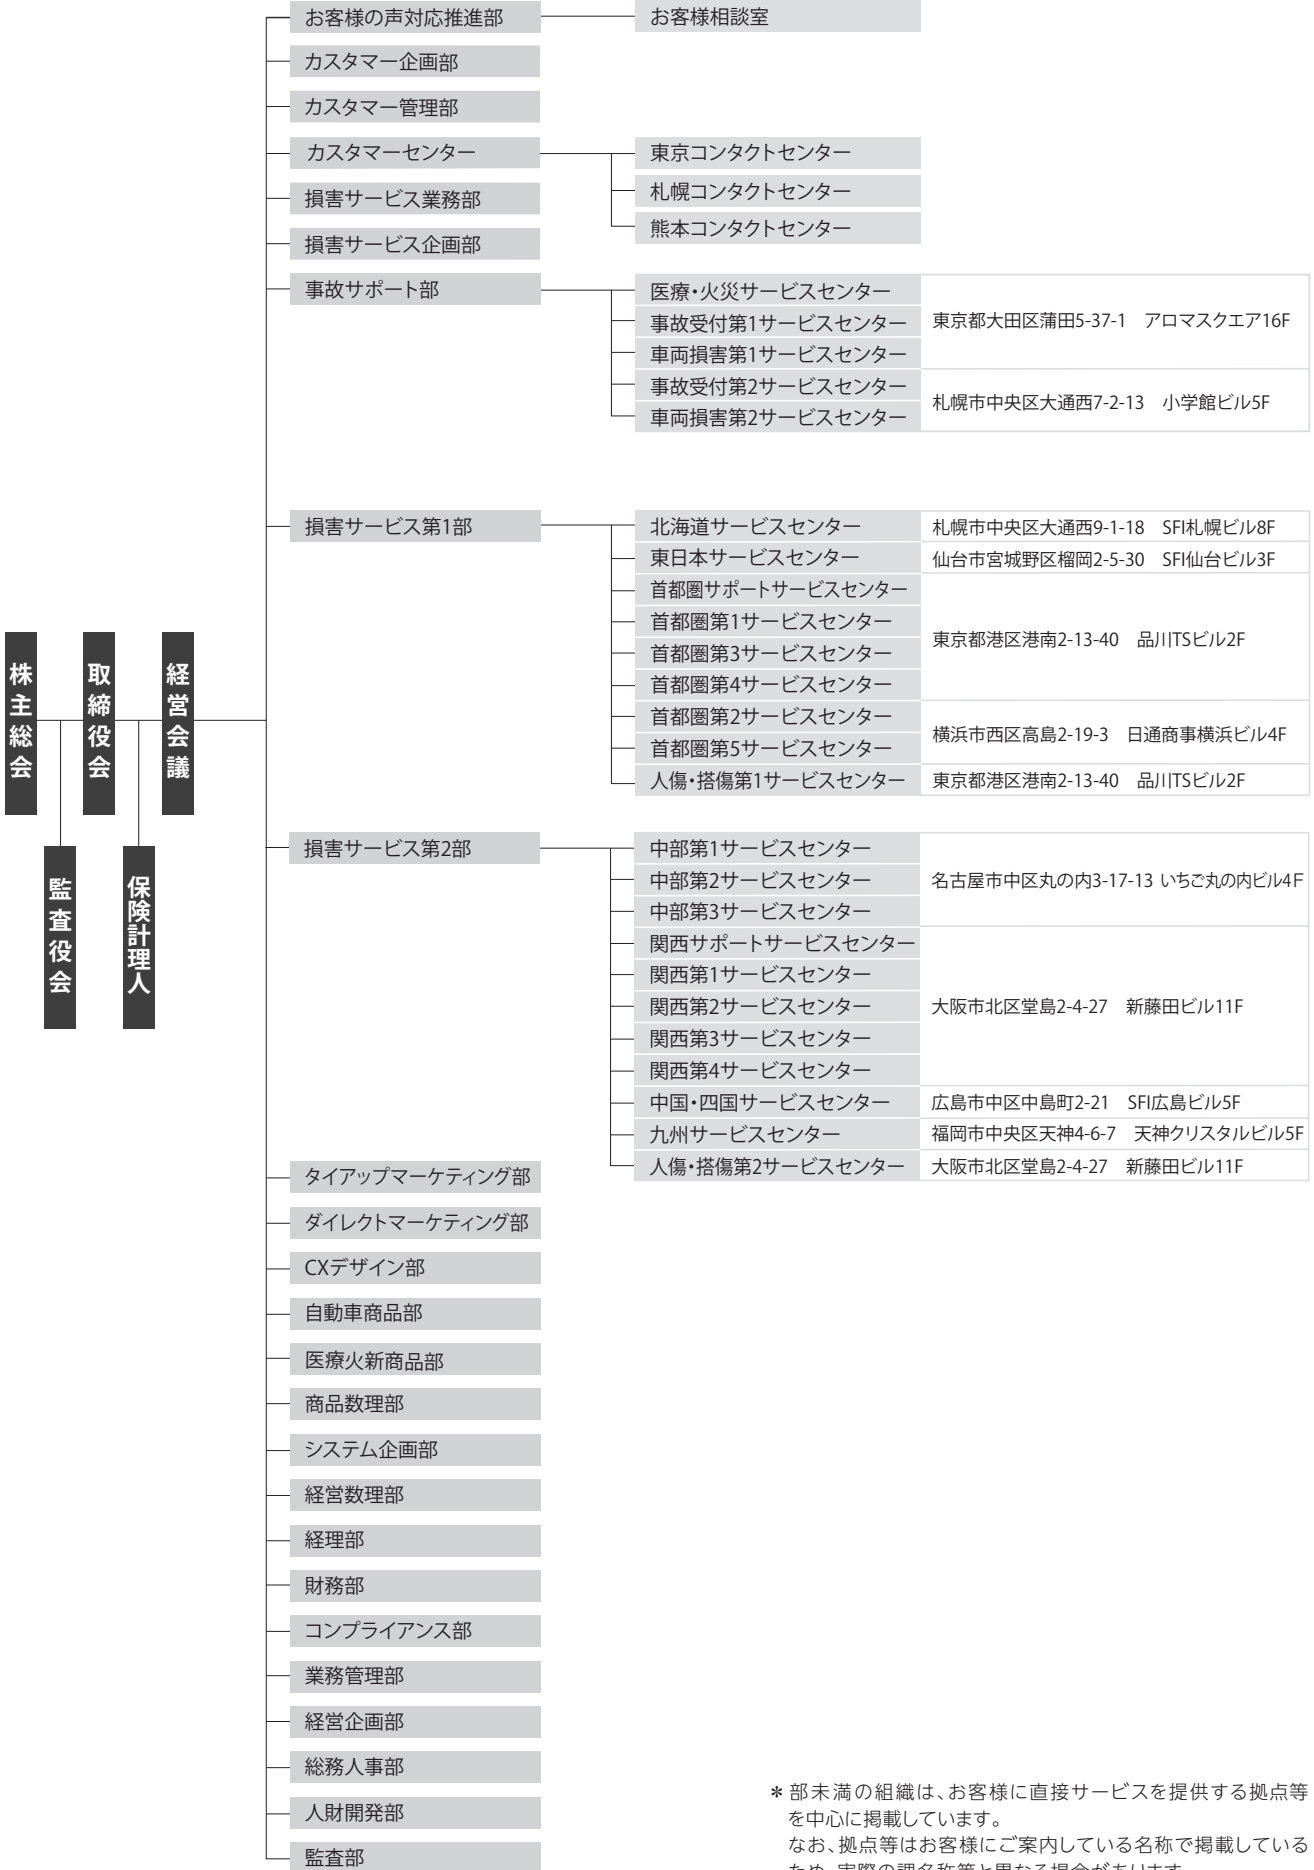 お客様の声対応推進部
お客様相談室
カスタマー企画部
カスタマー管理部
カスタマーセンター
東京コンタクトセンター
札幌コンタクトセンター
熊本コンタクトセンター
損害サービス業務部
損害サービス企画部
事故サポート部
医療・火災サービスセンター
事故受付第1サービスセンター
車両損害第1サービスセンター
東京都大田区蒲田5-37-1　アロマスクエア16F
事故受付第2サービスセンター
車両損害第2サービスセンター
札幌市中央区大通西7-2-13　小学館ビル5F
損害サービス第1部
北海道サービスセンター
札幌市中央区大通西9-1-18　SFI札幌ビル8F
東日本サービスセンター
仙台市宮城野区榴岡2-5-30　SFI仙台ビル3F
首都圏サポートサービスセンター
首都圏第1サービスセンター
首都圏第3サービスセンター
首都圏第4サービスセンター
東京都港区港南2-13-40　品川TSビル2F
首都圏第2サービスセンター
首都圏第5サービスセンター
横浜市西区高島2-19-3　日通商事横浜ビル4F
人傷・搭傷第1サービスセンター
東京都港区港南2-13-40　品川TSビル2F
株主総会
取締役会
経営会議
監査役会
保険計理人
損害サービス第2部
中部第1サービスセンター
中部第2サービスセンター
中部第3サービスセンター
名古屋市中区丸の内3-17-13 いちご丸の内ビル4F
関西サポートサービスセンター
関西第1サービスセンター
関西第2サービスセンター
関西第3サービスセンター
関西第4サービスセンター
大阪市北区堂島2-4-27　新藤田ビル11F
中国・四国サービスセンター
広島市中区中島町2-21　SFI広島ビル5F
九州サービスセンター
福岡市中央区天神4-6-7　天神クリスタルビル5F
人傷・搭傷第2サービスセンター
大阪市北区堂島2-4-27　新藤田ビル11F
タイアップマーケティング部
ダイレクトマーケティング部
CXデザイン部
自動車商品部
医療火新商品部
商品数理部
システム企画部
経営数理部
経理部
財務部
コンプライアンス部
業務管理部
経営企画部
総務人事部
人財開発部
監査部
＊部未満の組織は、お客様に直接サービスを提供する拠点等
を中心に掲載しています。
なお、拠点等はお客様にご案内している名称で掲載している
ため、実際の課名称等と異なる場合があります。